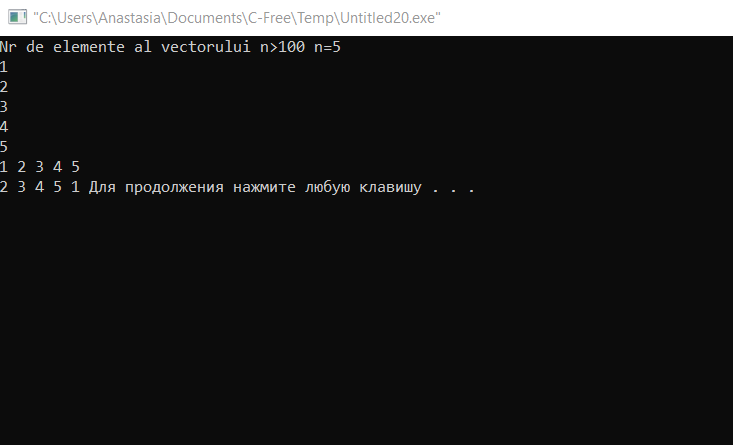 "C:\Users\Anastasia\Documents\C-Free\Temp\Untitled20.exe"
Nr de elemente al vectorului n>100 n=5
1
2
3
4
5
1 2 3 4 5
2 3 4 5 1 Для продолжения нажмите любую клавишу . . .